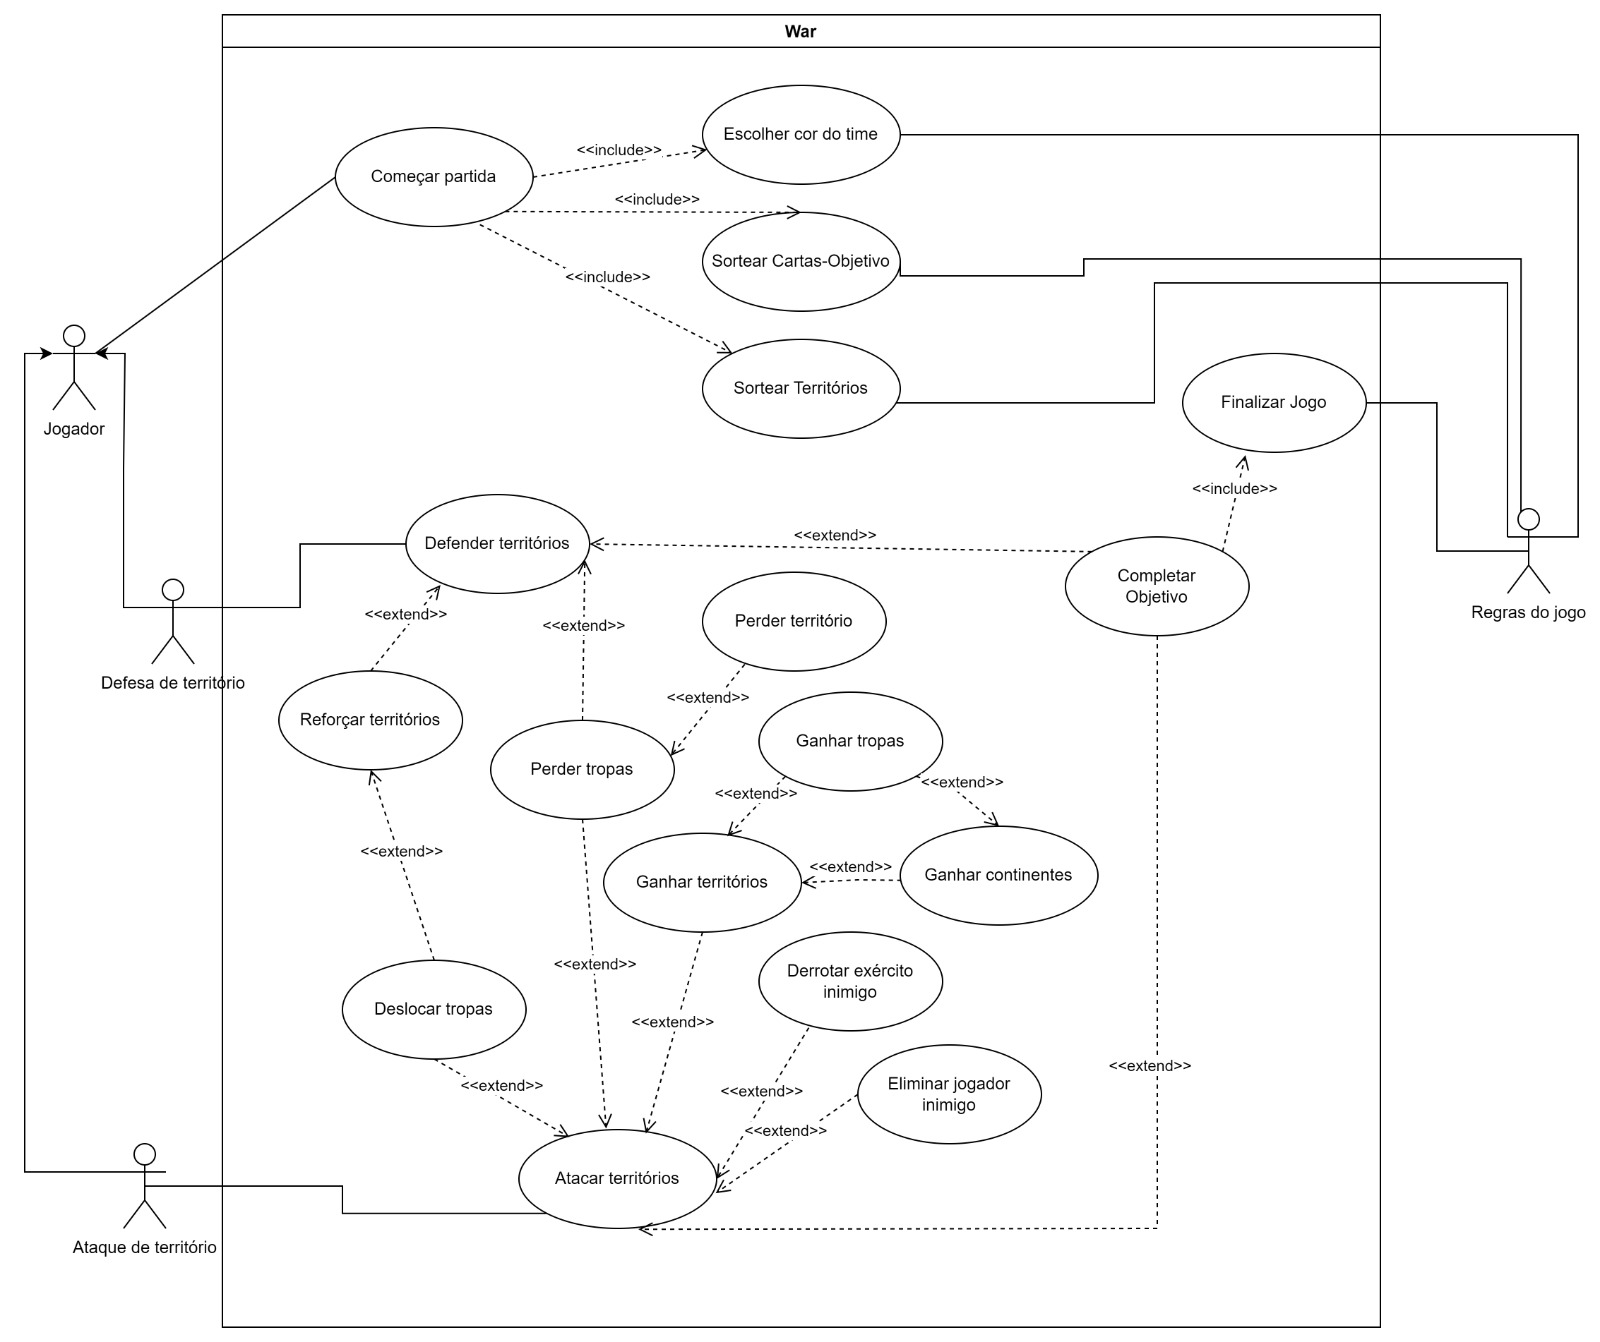 War
Escolher cor do time
<<include>>
Começar partida
<<include>>
Sortear Cartas-Objetivo
<<include>>
Sortear Territórios
Finalizar Jogo
Jogador
<<include>>
<<extend>>
Defender territórios
Completar
Objetivo
<<extend>>
<<extend>>
Perder território
Regras do jogo
Defesa de território
<<extend>>
Reforçar territórios
Ganhar tropas
Perder tropas
<<extend>>
<<extend>>
<<extend>>
<<extend>>
Ganhar territórios
Ganhar continentes
<<extend>>
Derrotar exército
inimigo
Deslocar tropas
<<extend>>
<<extend>>
Eliminar jogador
inimigo
<<extend>>
<<extend>>
<<extend>>
Atacar territórios
Ataque de território